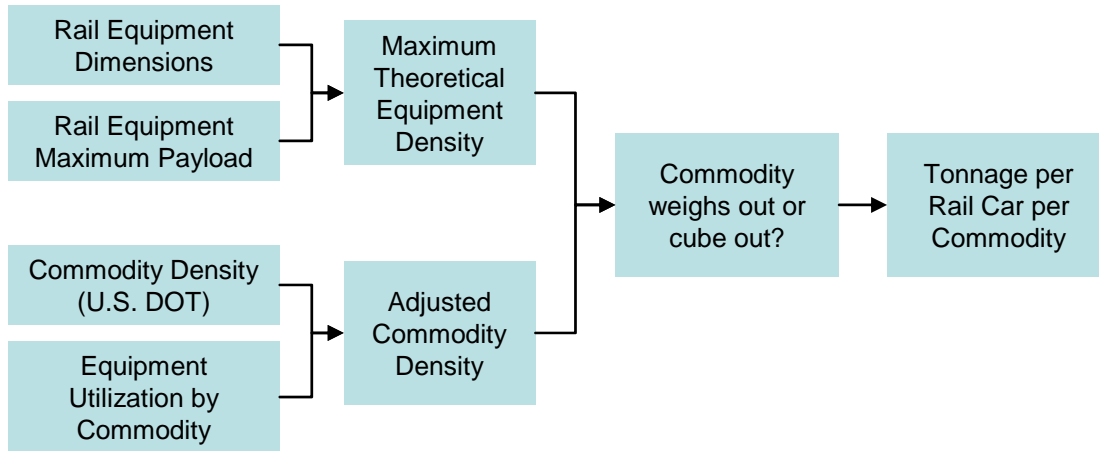 Rail Equipment
Dimensions
Rail Equipment
Maximum Payload
Maximum
Theoretical
Equipment
Density
Commodity Density
(U.S. DOT)
Equipment
Utilization by
Commodity
Adjusted
Commodity
Density
Commodity
weighs out or
cube out?
Tonnage per
Rail Car per
Commodity